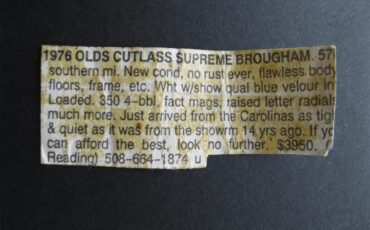 1976 OLDS CUTLASS SUPREME BROUGHAM. 57
southern mi. New cond, no rust ever, flawless body
floors, frame, etc. Wht w/show qual blue velour in
Loaded. 350 4-bbl, fact mags, raised letter radials
much more. Just arrived from the Carolinas as tig
& quiet as it was from the showrm 14 yrs ago. If yo
can afford the best, look no further. $3950.
Reading) 508-664-1874 u